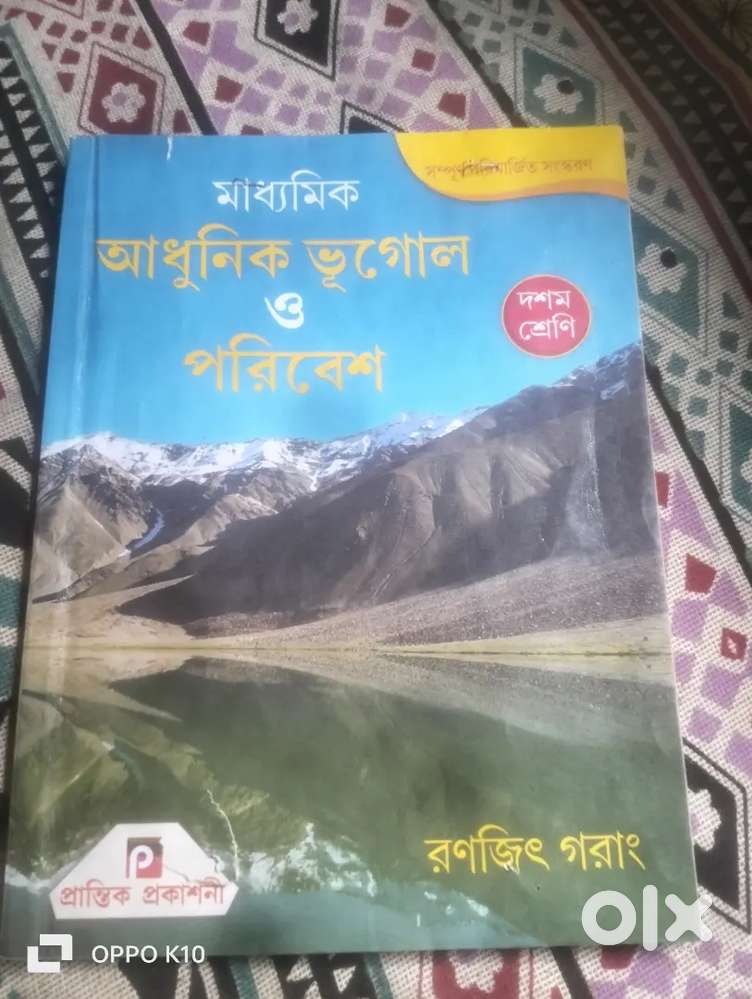 সম্পূর্ণ পরিমার্জিত সংস্করণ
মাধ্যমিক
আধুনিক ভূগোল
ও
পরিবেশ
দশম
শ্রেণি
রণজিৎ গরাং
P
প্রান্তিক প্রকাশনী
OPPO K10
olx